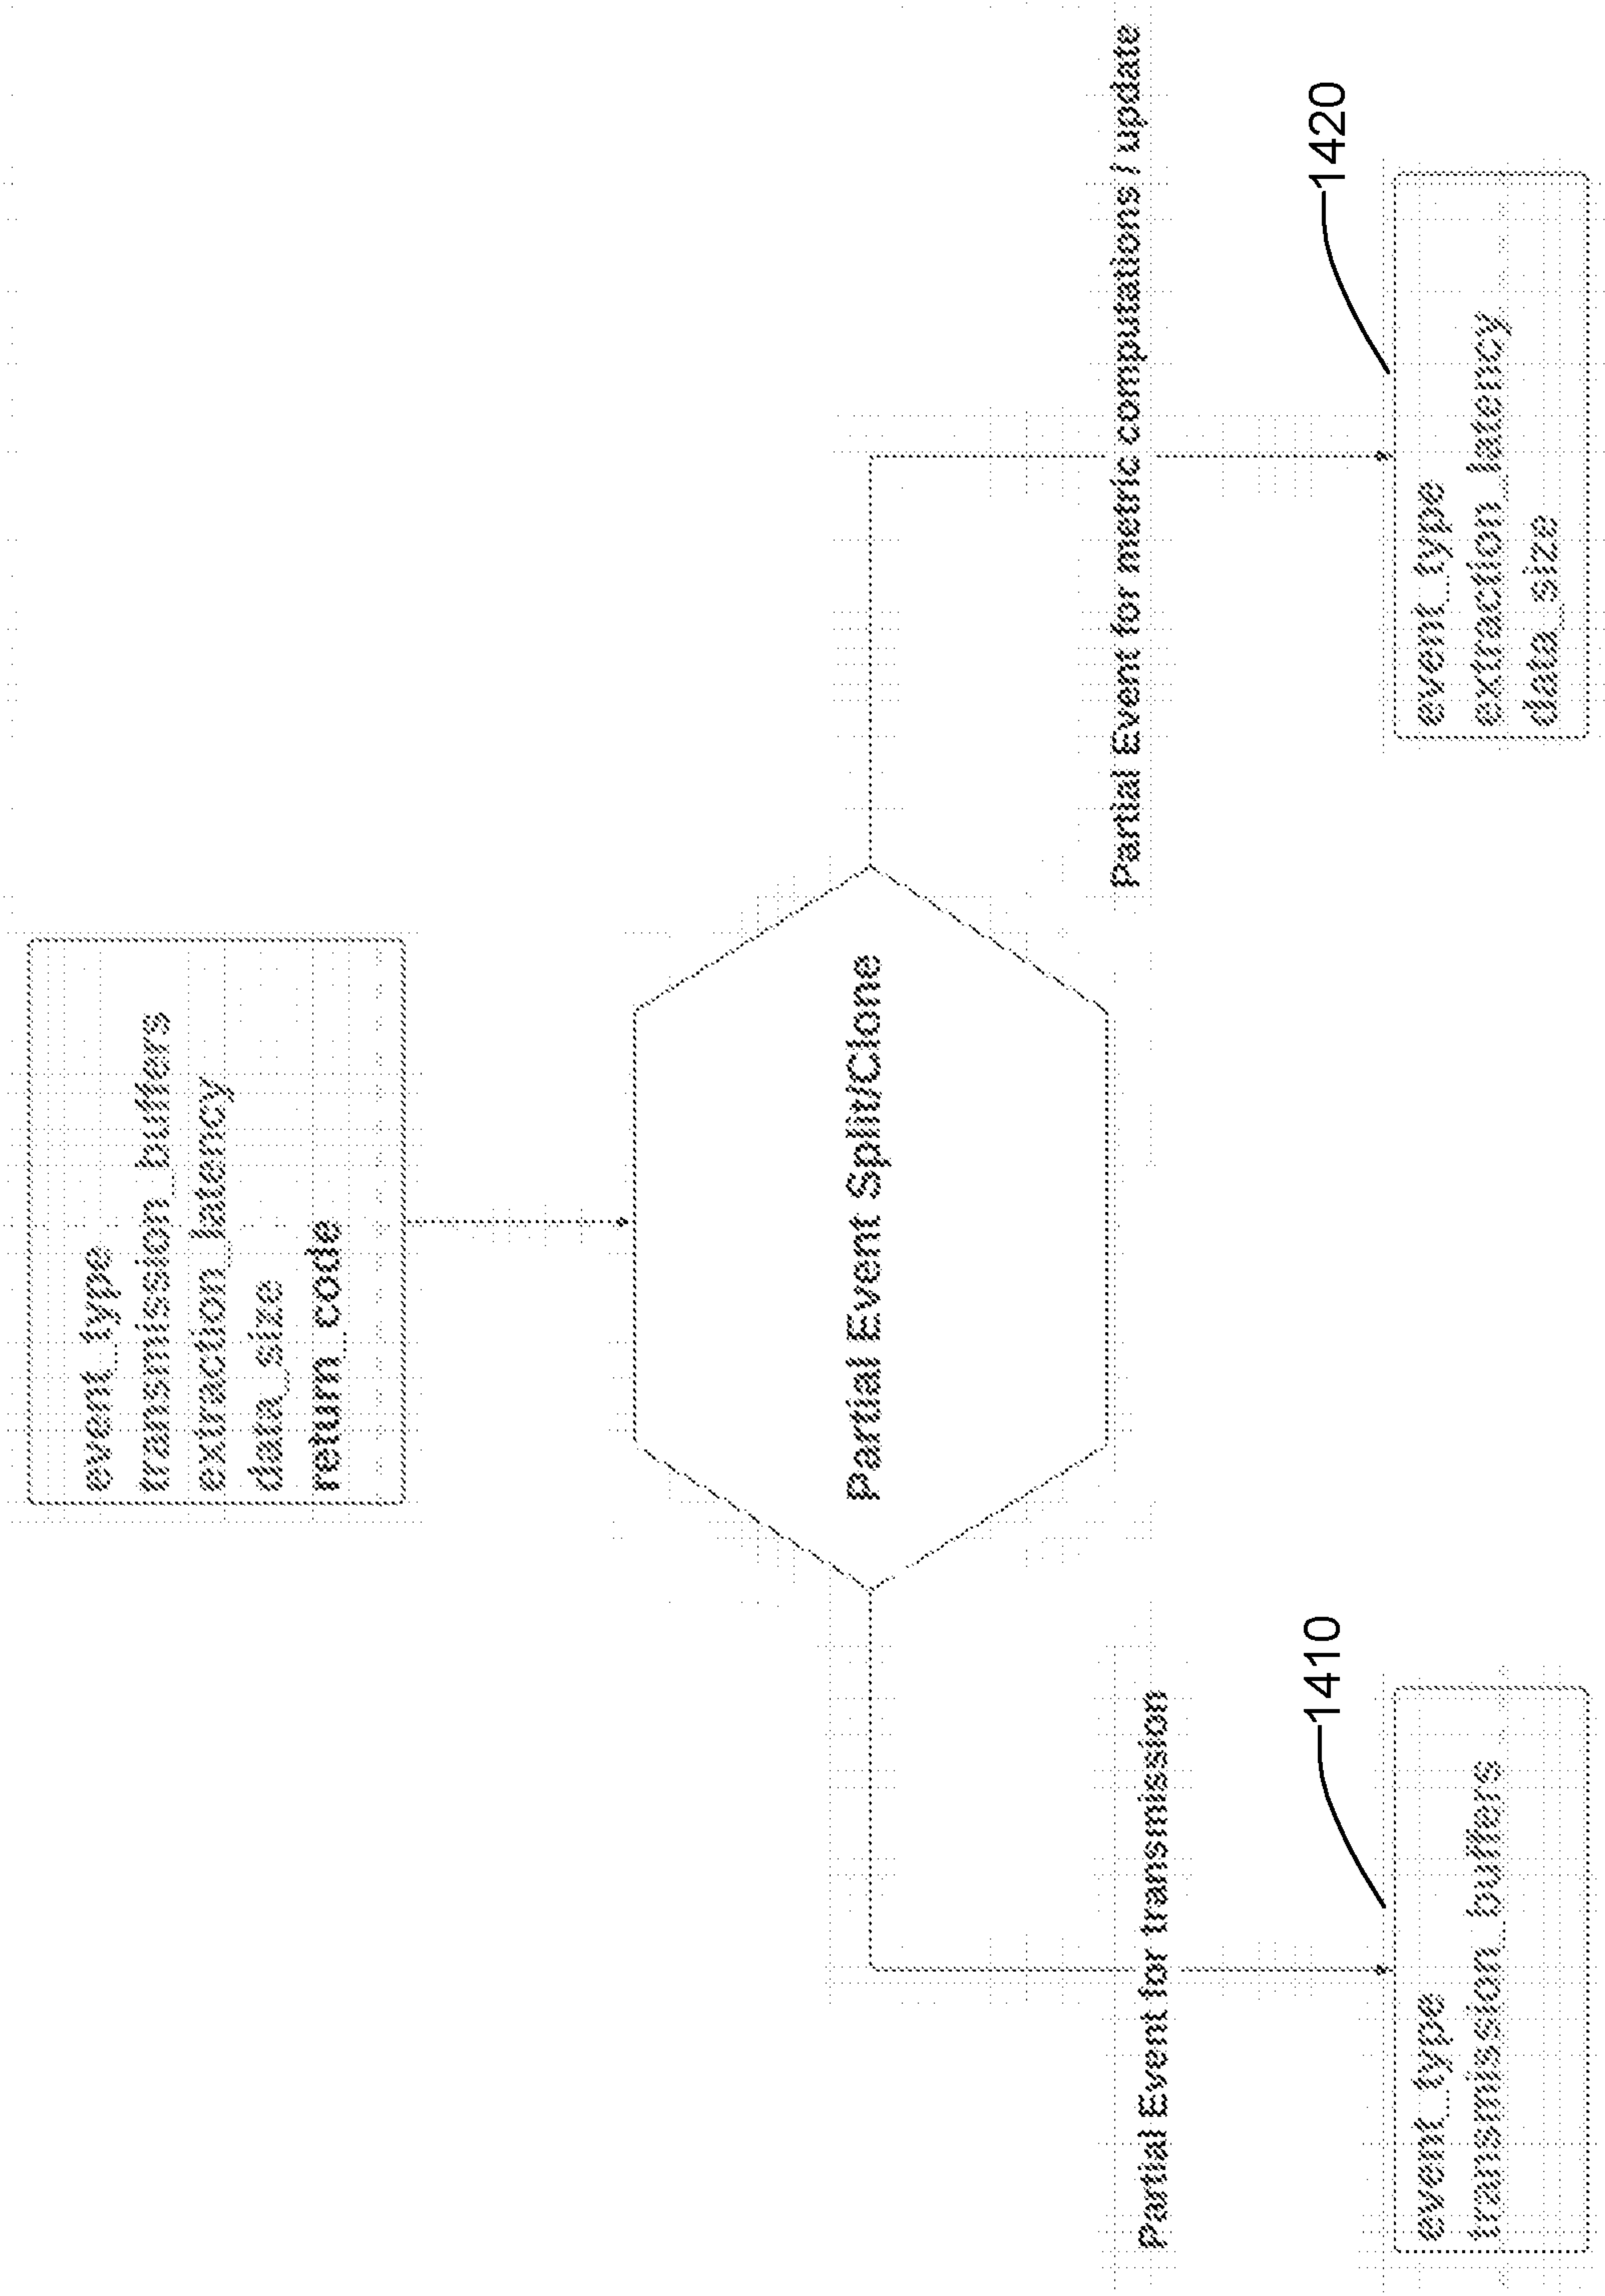 event_type
transmission_buffers
extraction_latency
data_size
return_code
Partial Event Split/Clone
Partial Event for transmission
Partial Event for metric computations / update
1410
event_type
transmission_buffers
1420
event_type
extraction_latency
data_size